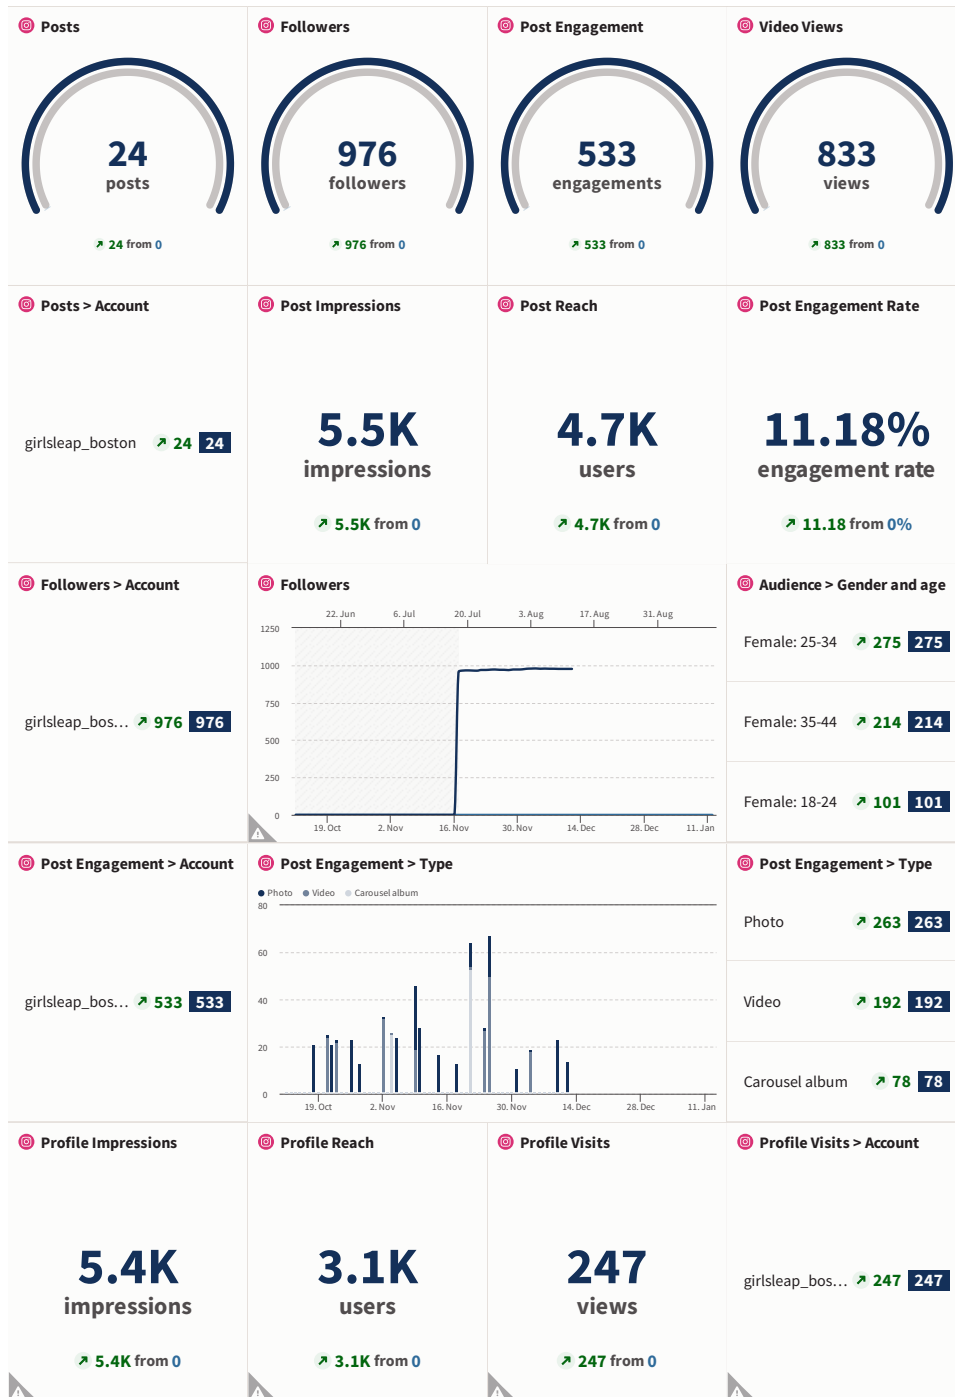 Posts
24
posts
24 from 0
Followers
976
followers
976 from 0
Post Engagement
533
engagements
533 from 0
Video Views
833
views
833 from 0
Posts > Account
girlsleap_boston 24 24
Post Impressions
5.5K
impressions
5.5K from 0
Post Reach
4.7K
users
4.7K from 0
Post Engagement Rate
11.18%
engagement rate
11.18 from 0%
Followers > Account
girlsleap_bos... 976 976
Followers
22. Jun 6. Jul 20. Jul 3. Aug 17. Aug 31. Aug
1250
1000
750
500
250
0
19. Oct 2. Nov 16. Nov 30. Nov 14. Dec 28. Dec 11. Jan
Audience > Gender and age
Female: 25-34 275 275
Female: 35-44 214 214
Female: 18-24 101 101
Post Engagement > Account
girlsleap_bos... 533 533
Post Engagement > Type
Photo Video Carousel album
80
60
40
20
0
19. Oct 2. Nov 16. Nov 30. Nov 14. Dec 28. Dec 11. Jan
Post Engagement > Type
Photo 263 263
Video 192 192
Carousel album 78 78
Profile Impressions
5.4K
impressions
5.4K from 0
Profile Reach
3.1K
users
3.1K from 0
Profile Visits
247
views
247 from 0
Profile Visits > Account
girlsleap_bos... 247 247